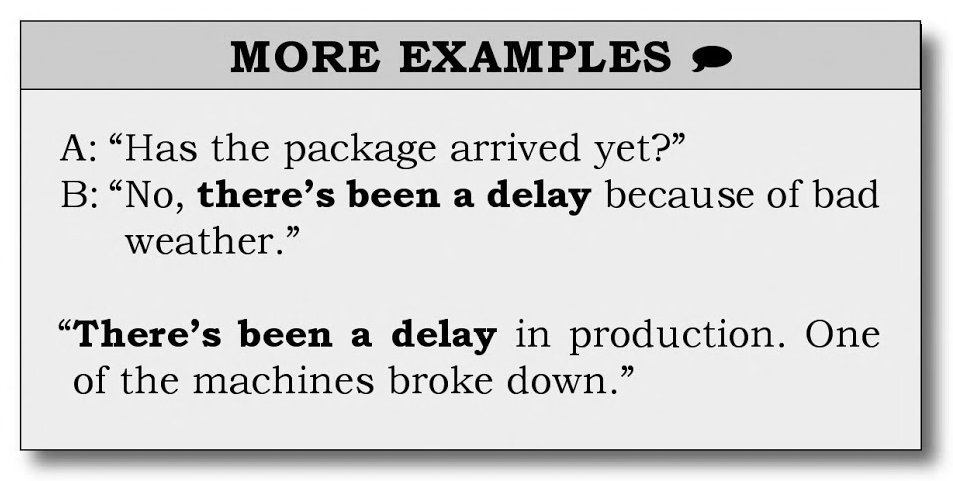 MORE EXAMPLES
A: “Has the package arrived yet?”
B: “No, there’s been a delay because of bad
weather.”
“There’s been a delay in production. One
of the machines broke down.”